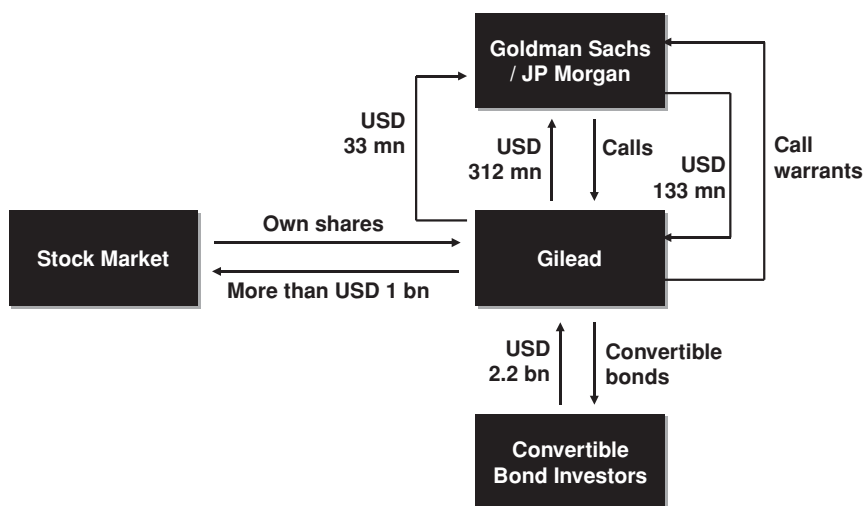 Goldman Sachs
/ JP Morgan
USD
33 mn
USD
312 mn
Calls
USD
133 mn
Call
warrants
Own shares
Stock Market
Gilead
More than USD 1 bn
USD
2.2 bn
Convertible
bonds
Convertible
Bond Investors